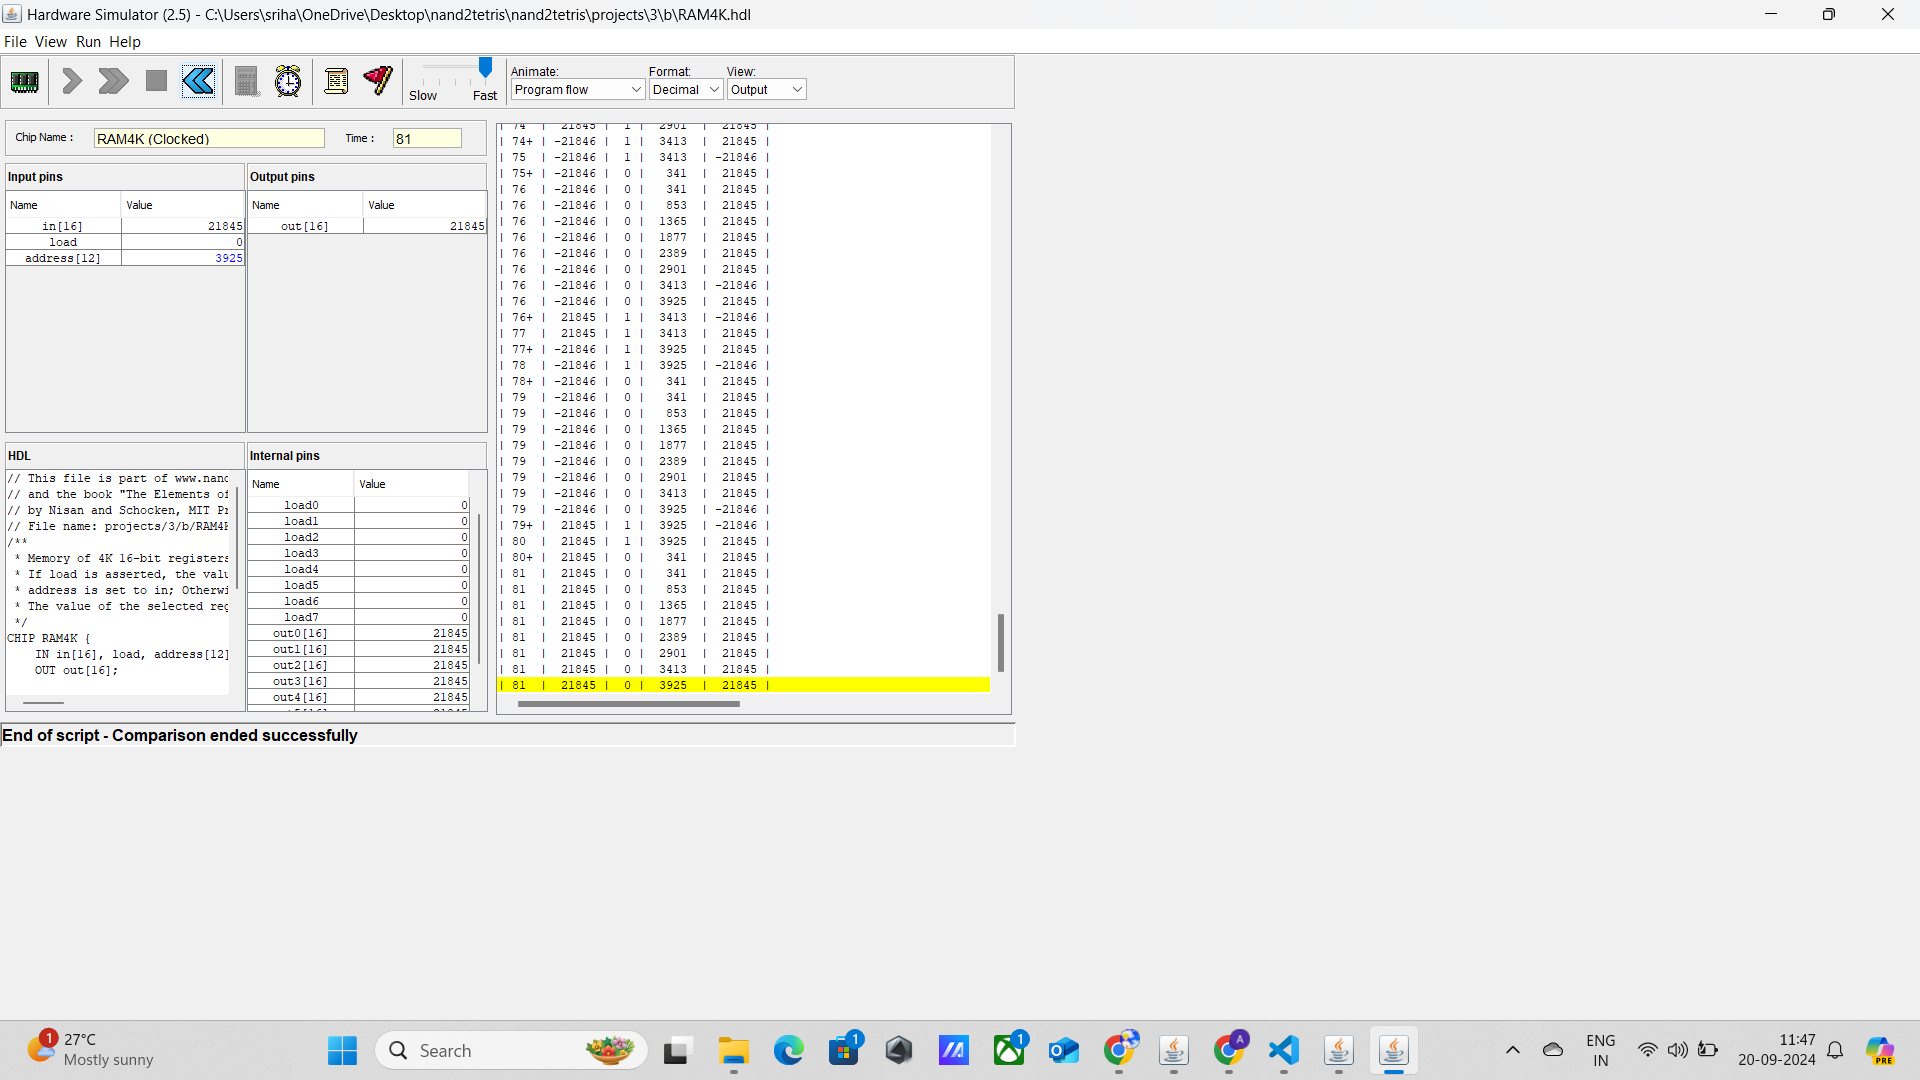 Hardware Simulator (2.5) - C:\Users\sriha\OneDrive\Desktop\nand2tetris\nand2tetris\projects\3\b\RAM4K.hdl
File View Run Help
Slow Fast
Animate:
Program flow
Format:
Decimal
View:
Output
Chip Name :
RAM4K (Clocked)
Time :
81
Input pins
Name Value
in[16] 21845
load 0
address[12] 3925
Output pins
Name Value
out[16] 21845
HDL
// This file is part of www.nand
// and the book "The Elements of
// by Nisan and Schocken, MIT Pr
// File name: projects/3/b/RAM4K
/**
* Memory of 4K 16-bit registers
* If load is asserted, the valu
* address is set to in; Otherwi
* The value of the selected reg
*/
CHIP RAM4K {
IN in[16], load, address[12]
OUT out[16];
Internal pins
Name Value
load0 0
load1 0
load2 0
load3 0
load4 0
load5 0
load6 0
load7 0
out0[16] 21845
out1[16] 21845
out2[16] 21845
out3[16] 21845
out4[16] 21845
| 74 | 21845 | 1 | 2901 | 21845 |
| 74+ | -21846 | 1 | 3413 | 21845 |
| 75 | -21846 | 1 | 3413 | -21846 |
| 75+ | -21846 | 0 | 341 | 21845 |
| 76 | -21846 | 0 | 341 | 21845 |
| 76 | -21846 | 0 | 853 | 21845 |
| 76 | -21846 | 0 | 1365 | 21845 |
| 76 | -21846 | 0 | 1877 | 21845 |
| 76 | -21846 | 0 | 2389 | 21845 |
| 76 | -21846 | 0 | 2901 | 21845 |
| 76 | -21846 | 0 | 3413 | -21846 |
| 76 | -21846 | 0 | 3925 | 21845 |
| 76+ | 21845 | 1 | 3413 | -21846 |
| 77 | 21845 | 1 | 3413 | 21845 |
| 77+ | -21846 | 1 | 3925 | 21845 |
| 78 | -21846 | 1 | 3925 | -21846 |
| 78+ | -21846 | 0 | 341 | 21845 |
| 79 | -21846 | 0 | 341 | 21845 |
| 79 | -21846 | 0 | 853 | 21845 |
| 79 | -21846 | 0 | 1365 | 21845 |
| 79 | -21846 | 0 | 1877 | 21845 |
| 79 | -21846 | 0 | 2389 | 21845 |
| 79 | -21846 | 0 | 2901 | 21845 |
| 79 | -21846 | 0 | 3413 | 21845 |
| 79 | -21846 | 0 | 3925 | -21846 |
| 79+ | 21845 | 1 | 3925 | -21846 |
| 80 | 21845 | 1 | 3925 | 21845 |
| 80+ | 21845 | 0 | 341 | 21845 |
| 81 | 21845 | 0 | 341 | 21845 |
| 81 | 21845 | 0 | 853 | 21845 |
| 81 | 21845 | 0 | 1365 | 21845 |
| 81 | 21845 | 0 | 1877 | 21845 |
| 81 | 21845 | 0 | 2389 | 21845 |
| 81 | 21845 | 0 | 2901 | 21845 |
| 81 | 21845 | 0 | 3413 | 21845 |
| 81 | 21845 | 0 | 3925 | 21845 |
End of script - Comparison ended successfully
1
27°C
Mostly sunny
Search
1
1
A
ENG
IN
11:47
20-09-2024
PRE